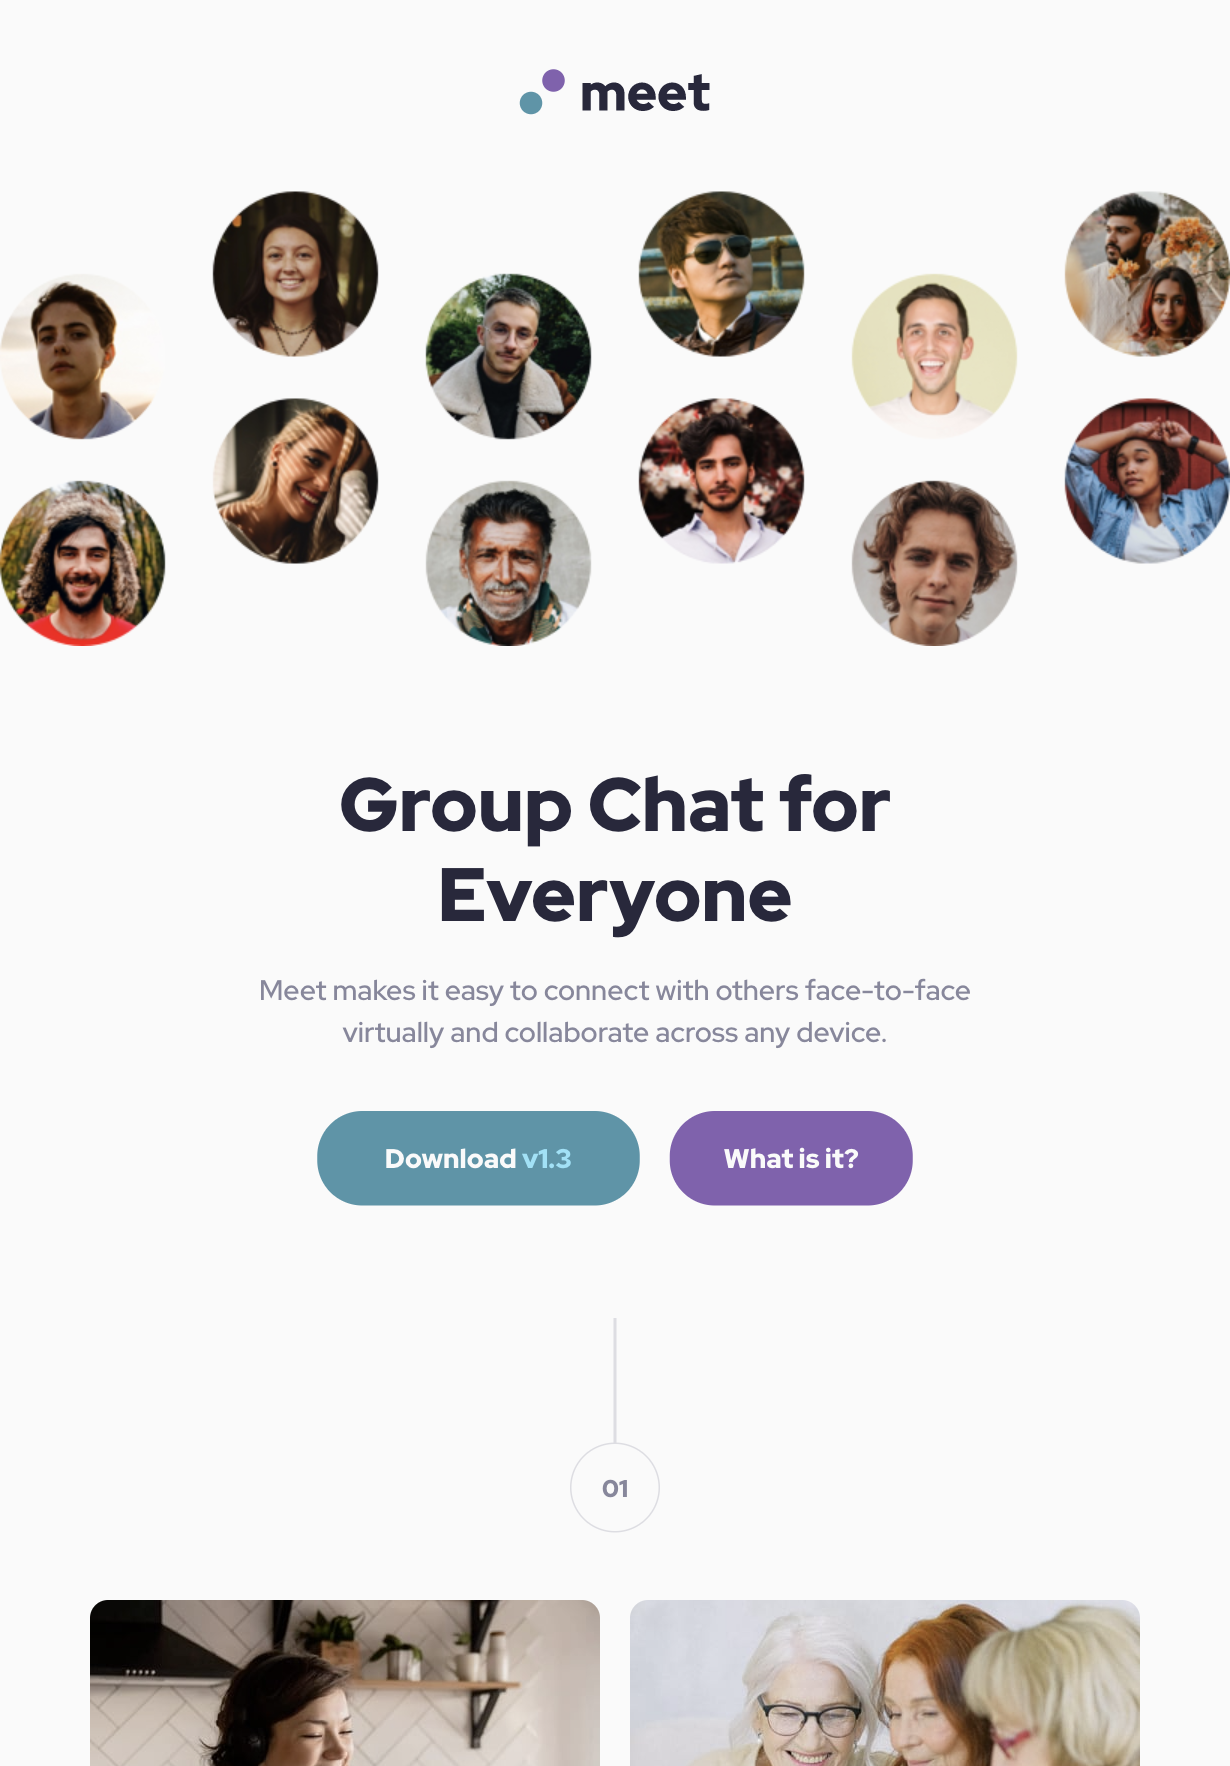 meet
Group Chat for
Everyone
Meet makes it easy to connect with others face-to-face
virtually and collaborate across any device.
Download v1.3
What is it?
01